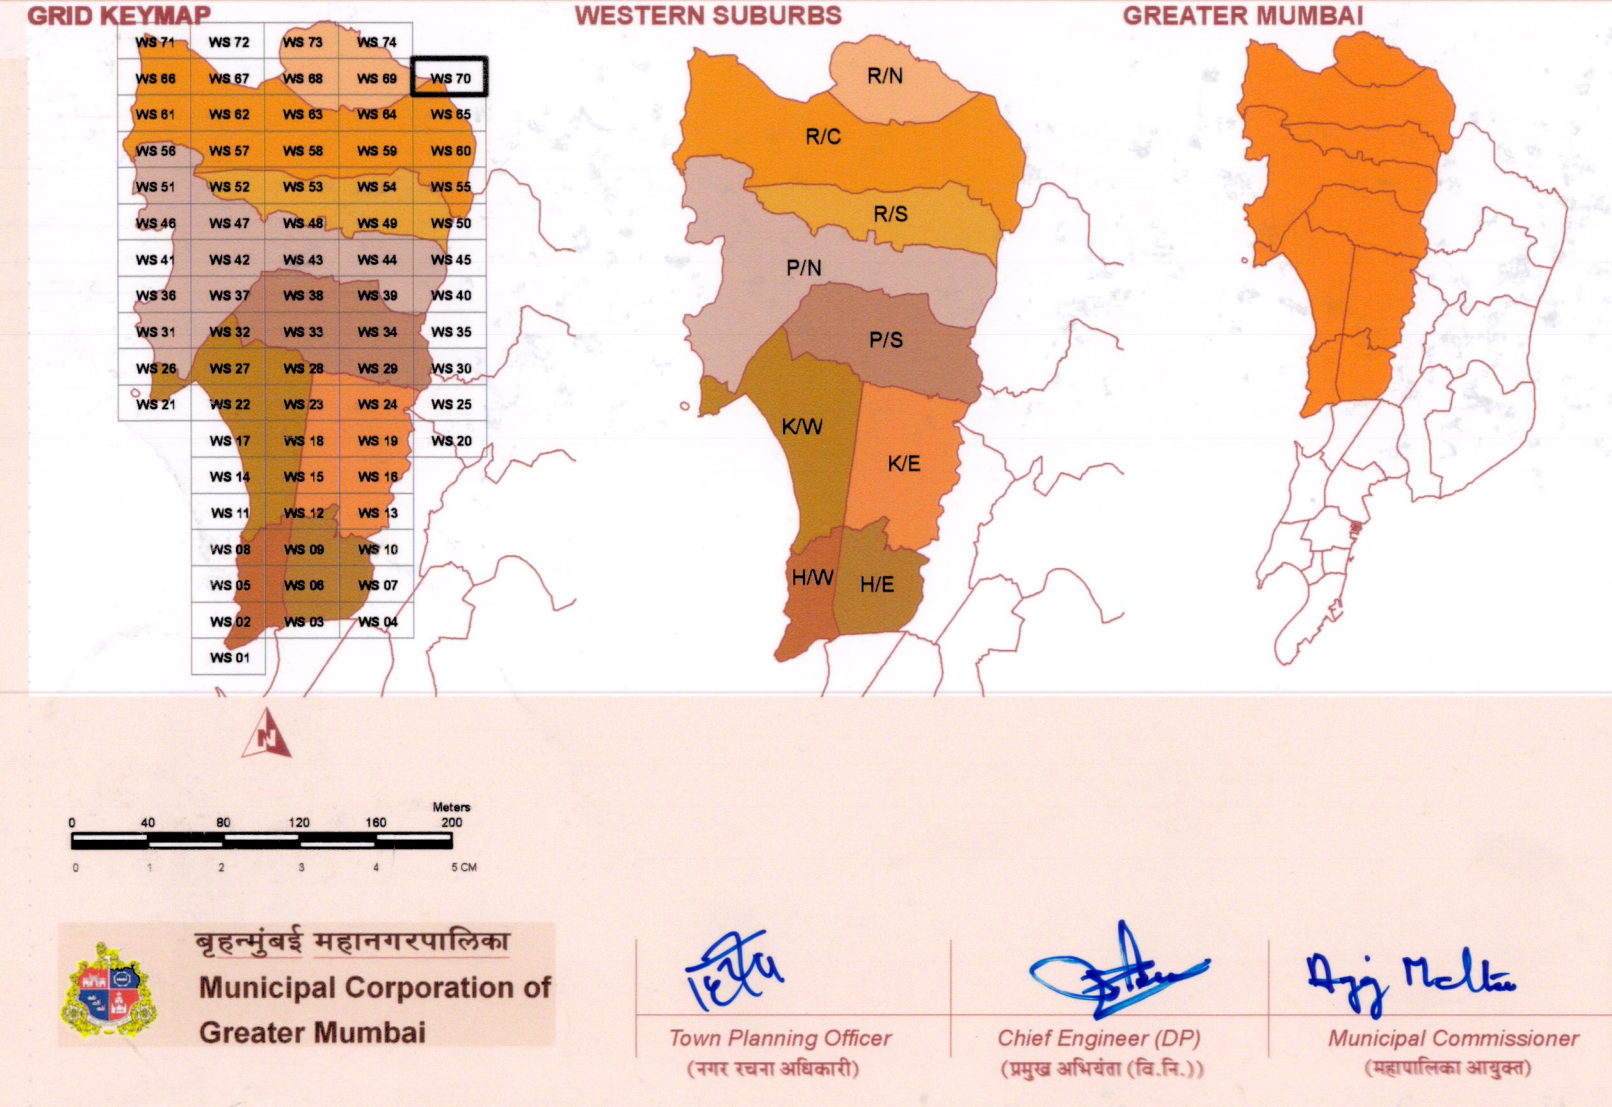 GRID KEYMAP
WS 71 WS 72 WS 73 WS 74
WS 66 WS 67 WS 68 WS 69 WS 70
WS 61 WS 62 WS 63 WS 64 WS 65
WS 56 WS 57 WS 58 WS 59 WS 60
WS 51 WS 52 WS 53 WS 54 WS 55
WS 46 WS 47 WS 48 WS 49 WS 50
WS 41 WS 42 WS 43 WS 44 WS 45
WS 36 WS 37 WS 38 WS 39 WS 40
WS 31 WS 32 WS 33 WS 34 WS 35
WS 26 WS 27 WS 28 WS 29 WS 30
WS 21 WS 22 WS 23 WS 24 WS 25
WS 17 WS 18 WS 19 WS 20
WS 14 WS 15 WS 16
WS 11 WS 12 WS 13
WS 08 WS 09 WS 10
WS 05 WS 06 WS 07
WS 02 WS 03 WS 04
WS 01
WESTERN SUBURBS
R/N
R/C
R/S
P/N
P/S
K/W
K/E
H/W H/E
GREATER MUMBAI
N
Meters
0 40 80 120 160 200
0 1 2 3 4 5 CM
बृहन्मुंबई महानगरपालिका
Municipal Corporation of
Greater Mumbai
Town Planning Officer
(नगर रचना अधिकारी)
Chief Engineer (DP)
(प्रमुख अभियंता (वि.नि.))
Municipal Commissioner
(महापालिका आयुक्त)